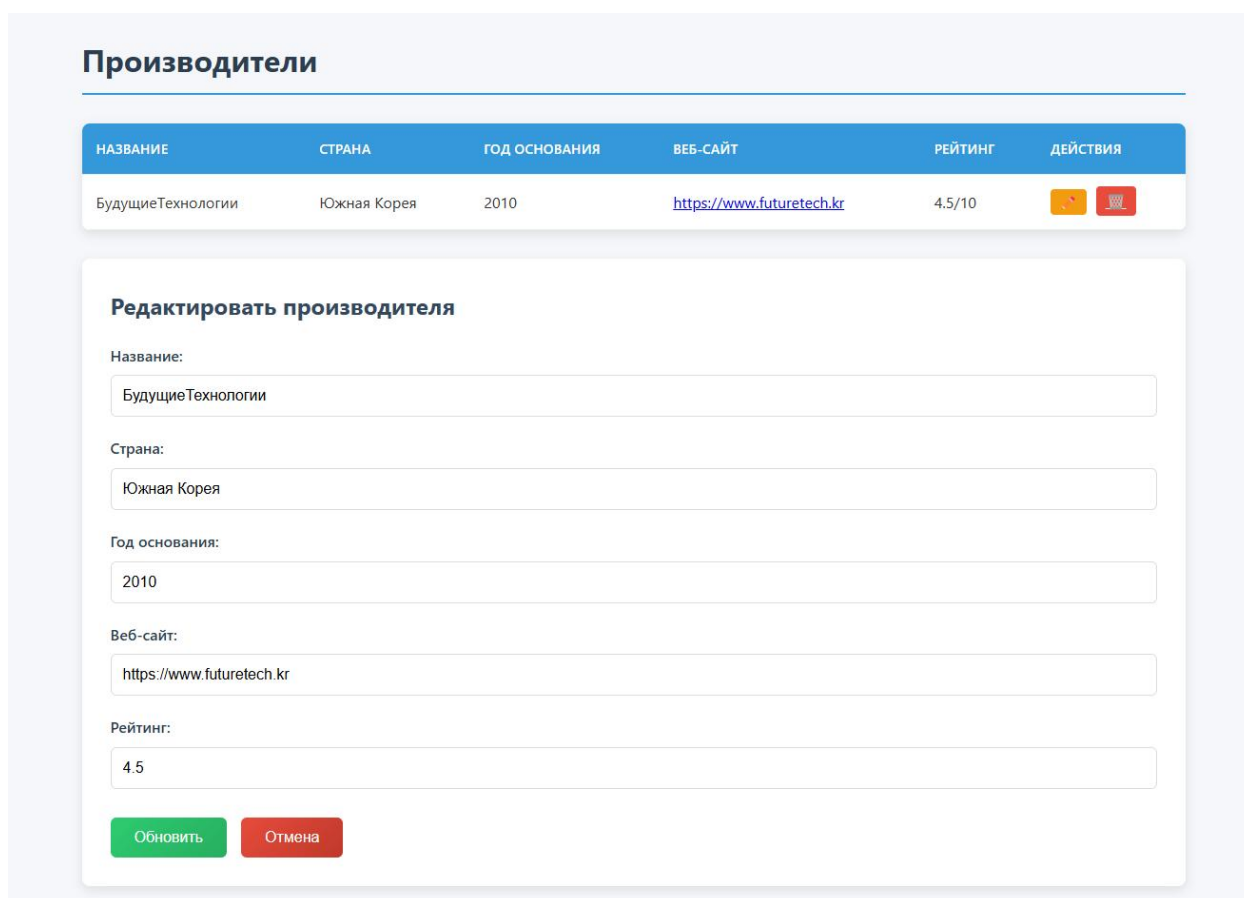 Производители
НАЗВАНИЕ СТРАНА ГОД ОСНОВАНИЯ ВЕБ-САЙТ РЕЙТИНГ ДЕЙСТВИЯ
БудущиеТехнологии Южная Корея 2010 https://www.futuretech.kr 4.5/10
Редактировать производителя
Название:
БудущиеТехнологии
Страна:
Южная Корея
Год основания:
2010
Веб-сайт:
https://www.futuretech.kr
Рейтинг:
4.5
Обновить Отмена